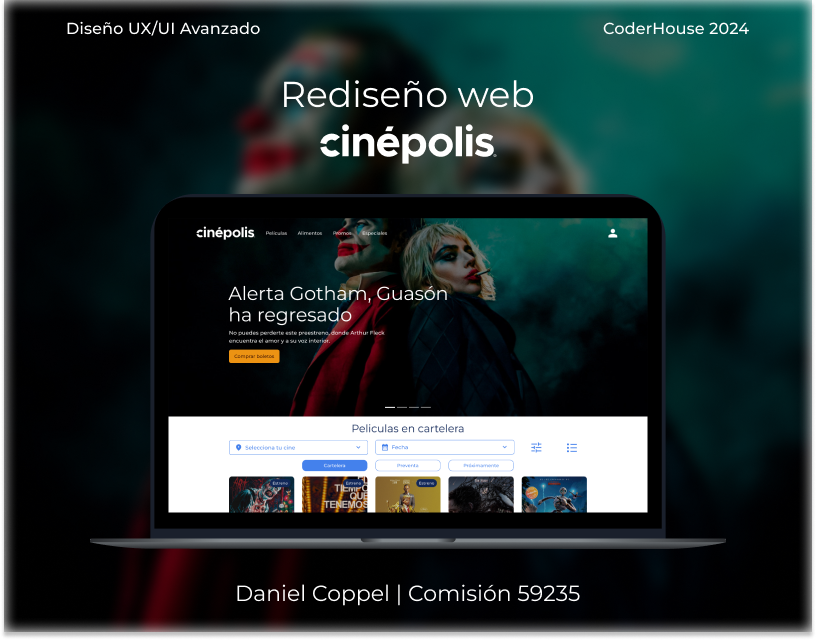 Diseño UX/UI Avanzado
CoderHouse 2024
Rediseño web
cinépolis
cinépolis Películas Alimentos Promos Especiales
Alerta Gotham, Guasón
ha regresado
No puedes perderte este preestreno, donde Arthur Fleck
encuentra el amor y a su voz interior.
Comprar boletos
Películas en cartelera
Selecciona tu cine
Fecha
Cartelera
Preventa
Próximamente
Estreno
Estreno
Estreno
TIEMPO
QUE
TENEMOS
Daniel Coppel | Comisión 59235